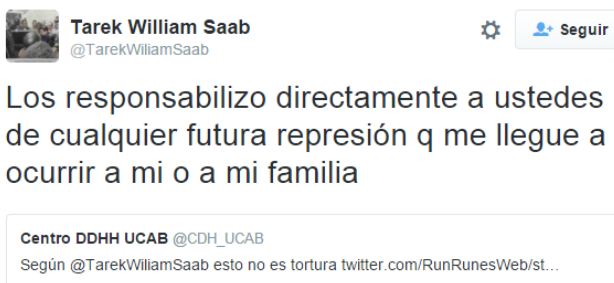 Tarek William Saab
@TarekWiliamSaab
Seguir
Los responsabilizo directamente a ustedes
de cualquier futura represión q me llegue a
ocurrir a mi o a mi familia
Centro DDHH UCAB @CDH_UCAB
Según @TarekWiliamSaab esto no es tortura twitter.com/RunRunesWeb/st…